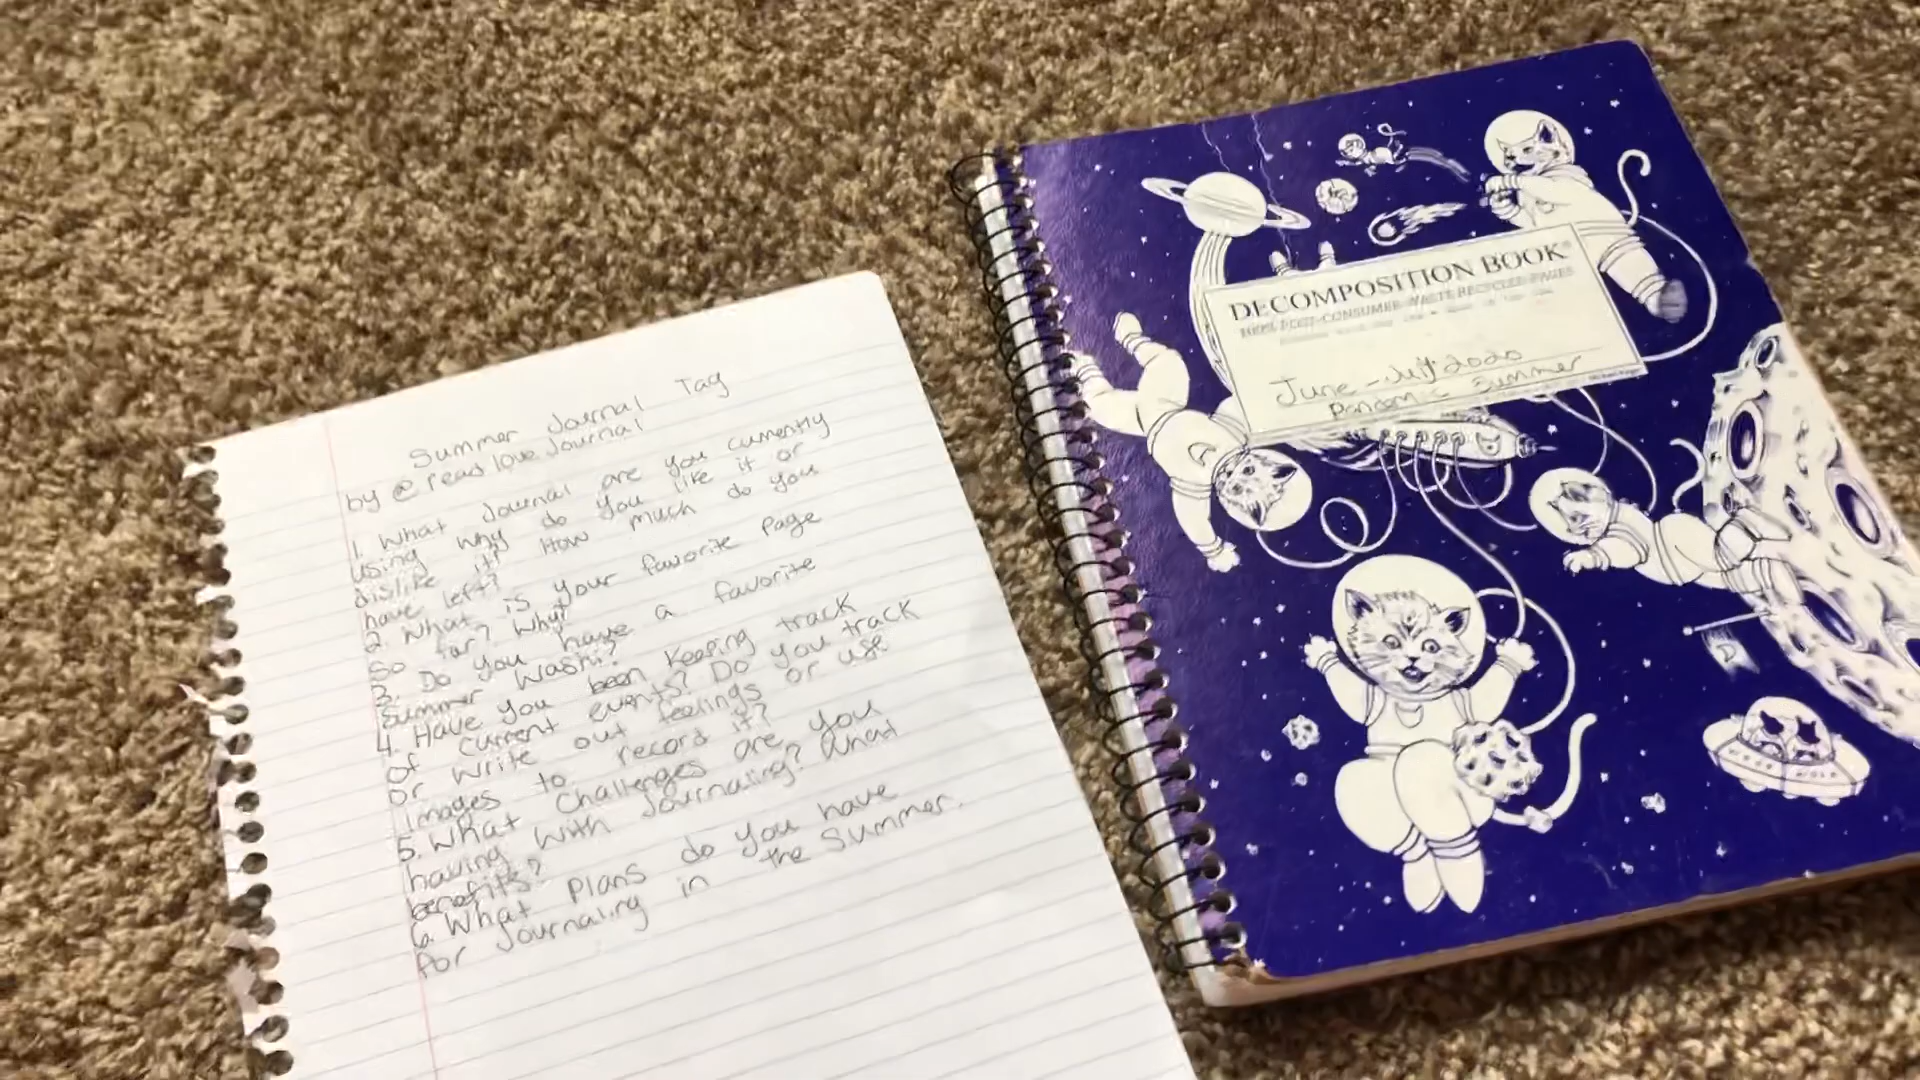 Summer Journal Tag
by @readlovejournal
1. What Journal are you currently
using why do you like it or
dislike it? How much do you
have left?
2. What is your favorite page
so far? Why?
3. Do you have a favorite
Summer washi?
4. Have you been keeping track
of current events? Do you track
or write out feelings or use
images to record it?
5. What challenges are you
having with Journaling? What
benefits?
6. What plans do you have
for Journaling in the Summer.
DECOMPOSITION BOOK
100% POST-CONSUMER-WASTE RECYCLED PAGES
June - July 2020
Pandemic Summer